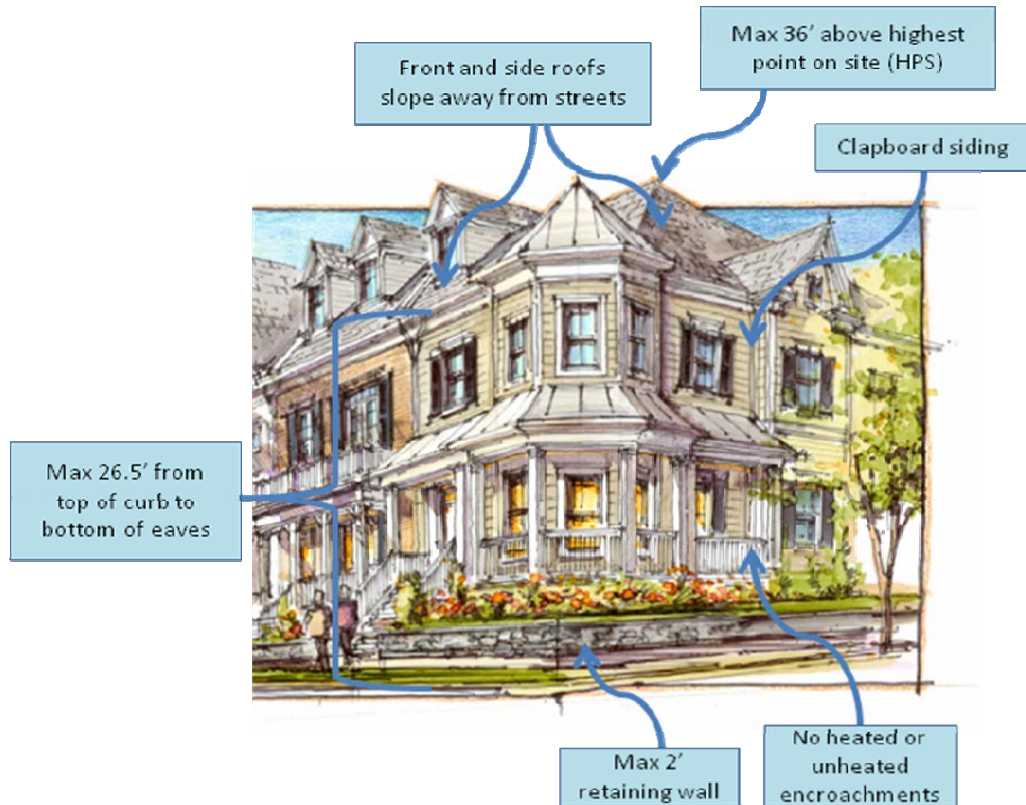 Max 36′ above highest
point on site (HPS)
Front and side roofs
slope away from streets
Clapboard siding
Max 26.5′ from
top of curb to
bottom of eaves
Max 2′
retaining wall
No heated or
unheated
encroachments